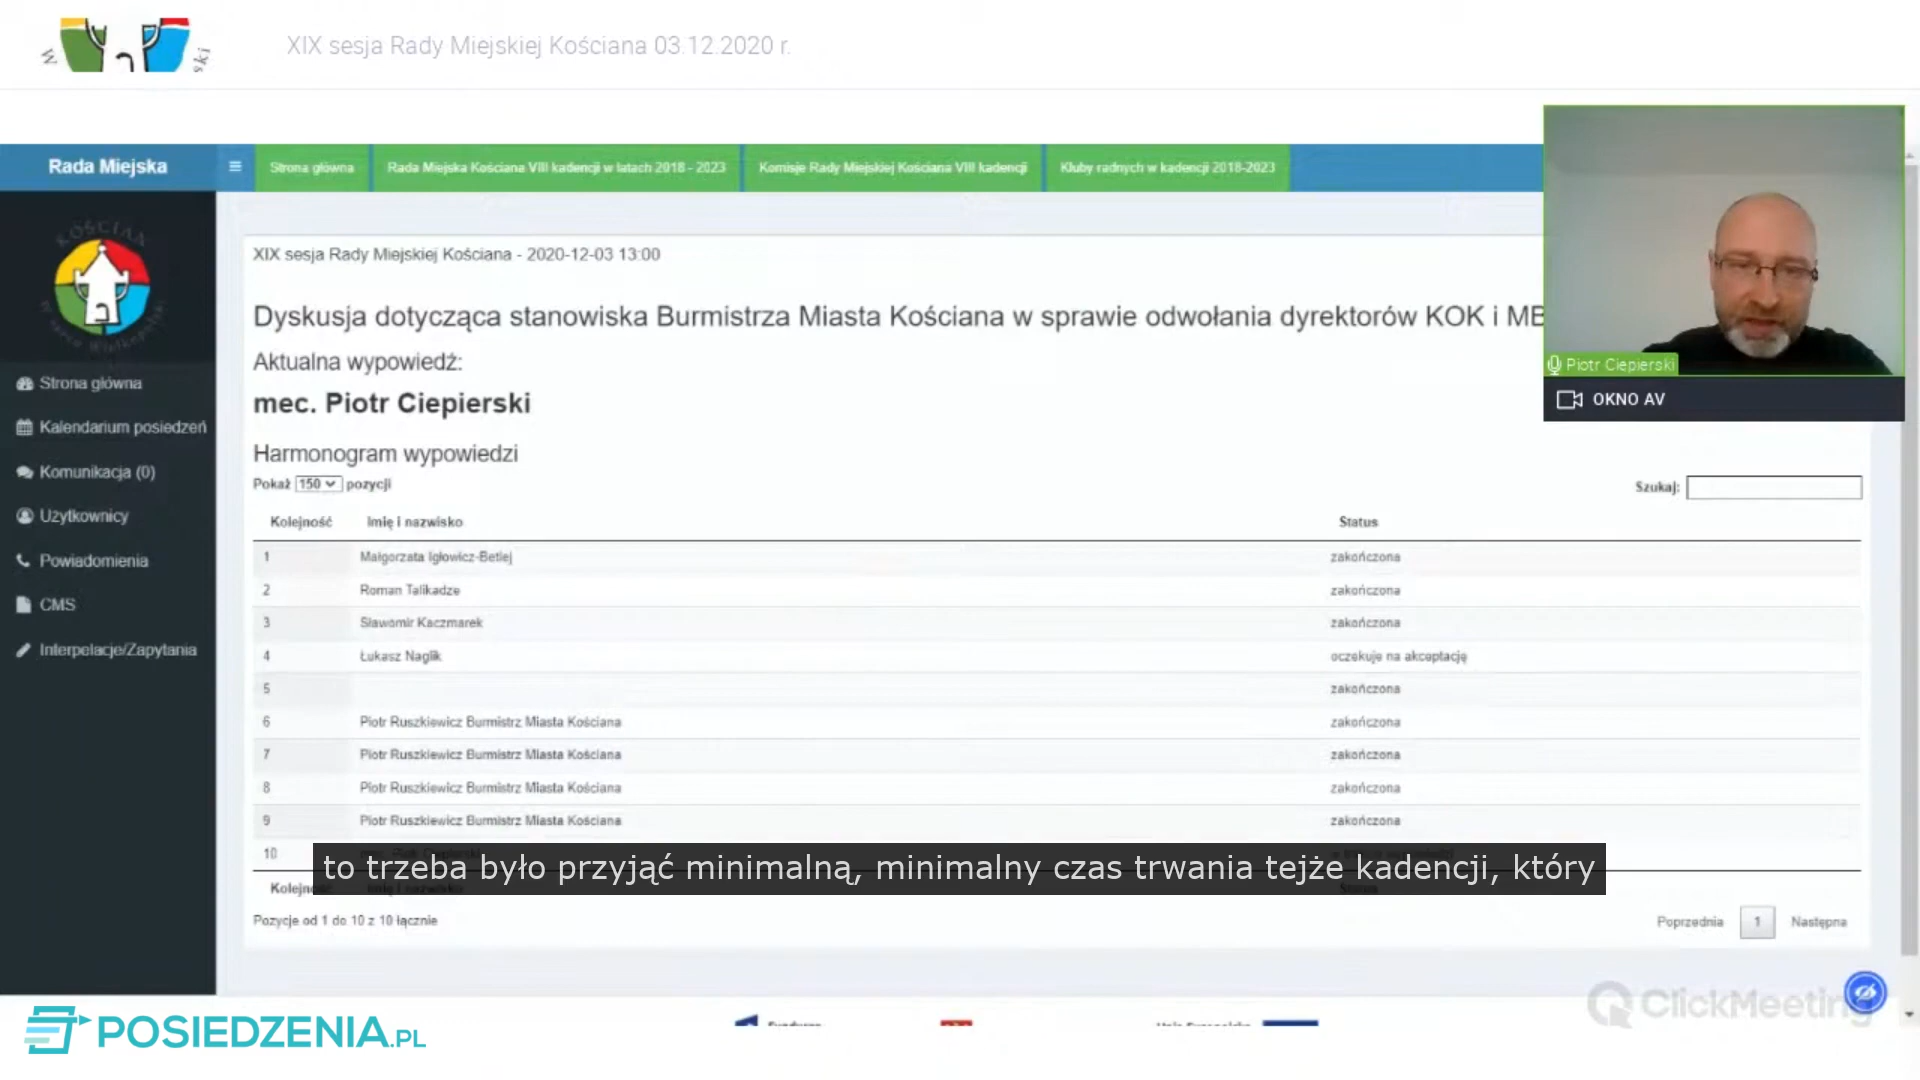 XIX sesja Rady Miejskiej Kościana 03.12.2020 r.
Rada Miejska
Strona główna
Rada Miejska Kościana VIII kadencji w latach 2018 - 2023
Komisje Rady Miejskiej Kościana VIII kadencji
Kluby radnych w kadencji 2018-2023
KOŚCIAN
Strona główna
Kalendarium posiedzeń
Komunikacja (0)
Użytkownicy
Powiadomienia
CMS
Interpelacje/Zapytania
XIX sesja Rady Miejskiej Kościana - 2020-12-03 13:00
Dyskusja dotycząca stanowiska Burmistrza Miasta Kościana w sprawie odwołania dyrektorów KOK i MB
Aktualna wypowiedź:
mec. Piotr Ciepierski
Piotr Ciepierski
OKNO AV
Harmonogram wypowiedzi
Pokaż 150 pozycji
Szukaj:
Kolejność Imię i nazwisko Status
1 Małgorzata Igłowicz-Betlej zakończona
2 Roman Talikadze zakończona
3 Sławomir Kaczmarek zakończona
4 Łukasz Naglik oczekuje na akceptację
5 zakończona
6 Piotr Ruszkiewicz Burmistrz Miasta Kościana zakończona
7 Piotr Ruszkiewicz Burmistrz Miasta Kościana zakończona
8 Piotr Ruszkiewicz Burmistrz Miasta Kościana zakończona
9 Piotr Ruszkiewicz Burmistrz Miasta Kościana zakończona
10
to trzeba było przyjąć minimalną, minimalny czas trwania tejże kadencji, który
Pozycje od 1 do 10 z 10 łącznie
Poprzednia 1 Następna
ClickMeeting
POSIEDZENIA.PL